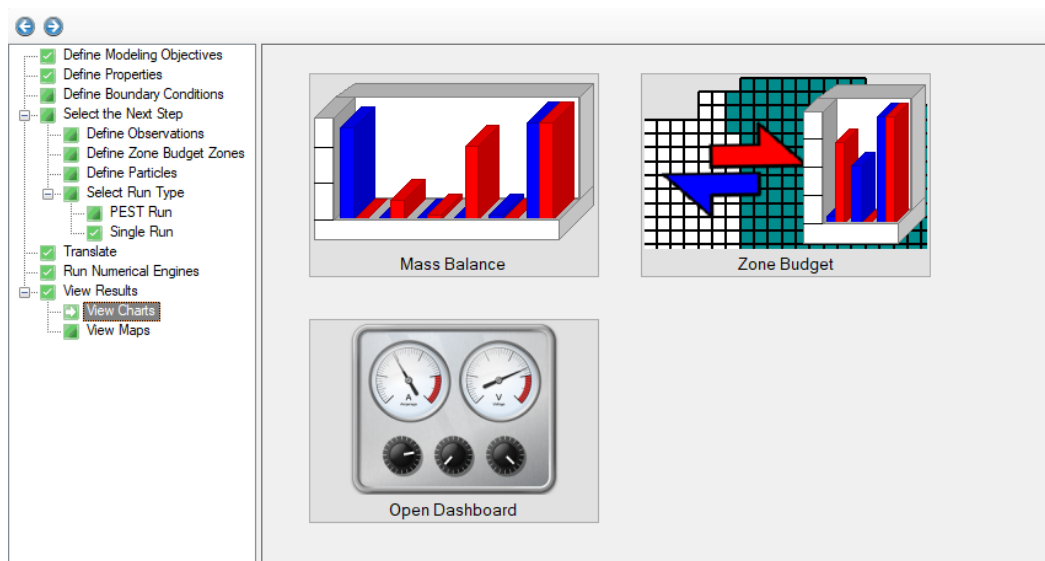 Define Modeling Objectives
Define Properties
Define Boundary Conditions
Select the Next Step
Define Observations
Define Zone Budget Zones
Define Particles
Select Run Type
PEST Run
Single Run
Translate
Run Numerical Engines
View Results
View Charts
View Maps
Mass Balance
Zone Budget
A
V
Open Dashboard